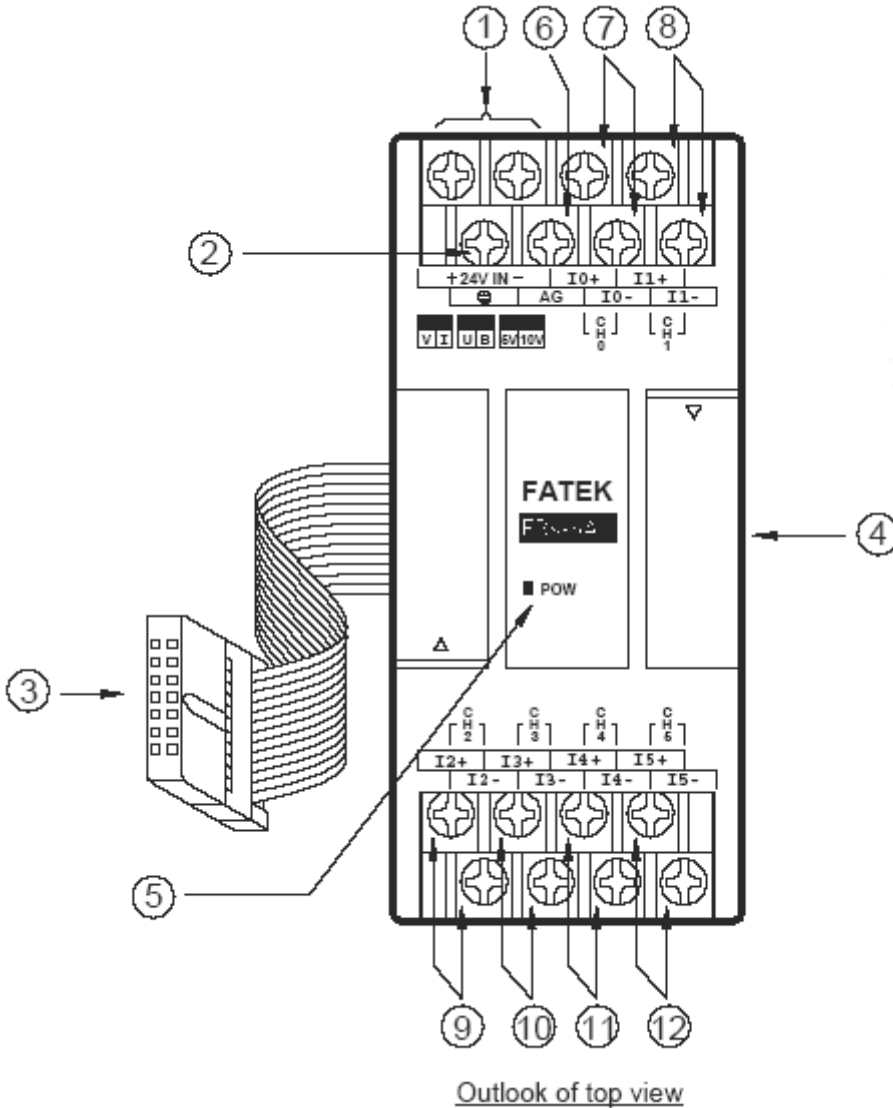 ① ⑥ ⑦ ⑧
②
+ 24V IN − I0+ I1+
AG I0- I1-
V I U B 5V 10V
CH0 CH1
FATEK
④
POW
③
CH2 CH3 CH4 CH5
I2+ I3+ I4+ I5+
I2- I3- I4- I5-
⑤
⑨ ⑩ ⑪ ⑫
Outlook of top view